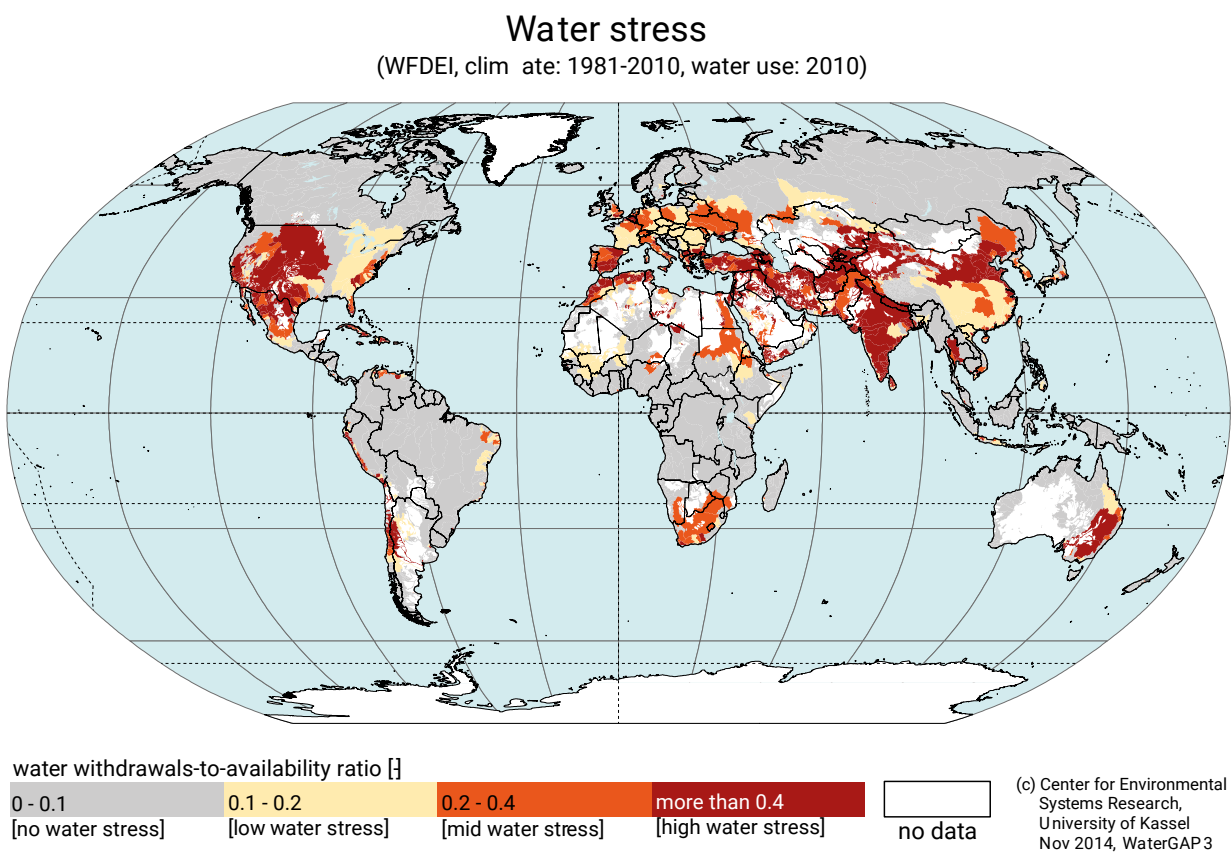 Water stress
(WFDEI, clim ate: 1981-2010, water use: 2010)
water withdrawals-to-availability ratio [-]
0 - 0.1
0.1 - 0.2
0.2 - 0.4
more than 0.4
[no water stress]
[low water stress]
[mid water stress]
[high water stress]
no data
(c) Center for Environmental
Systems Research,
University of Kassel
Nov 2014, WaterGAP3